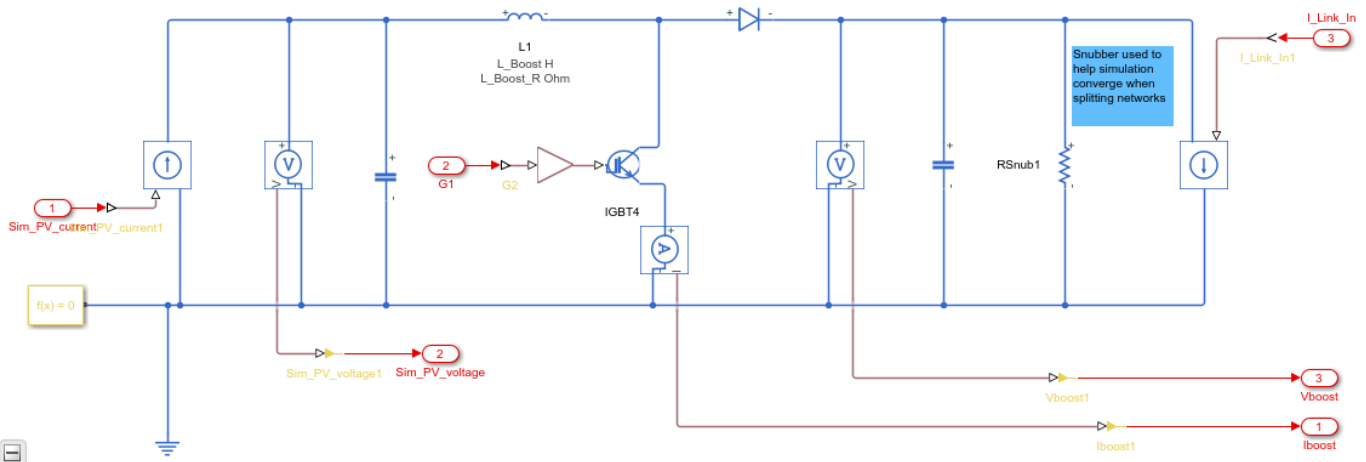 I_Link_In
3
I_Link_In1
+
-
+
-
L1
L_Boost H
L_Boost_R Ohm
Snubber used to
help simulation
converge when
splitting networks
+
V
V
+
-
2
G1
G2
IGBT4
+
V
V
+
-
RSnub1
+
-
1
Sim_PV_current
Sim_PV_current1
+
A
I
f(x) = 0
Sim_PV_voltage1
2
Sim_PV_voltage
Vboost1
3
Vboost
Iboost1
1
Iboost